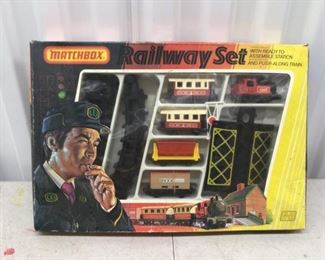 MATCHBOX
Railway Set
WITH READY TO
ASSEMBLE STATION
AND PUSH-ALONG TRAIN.